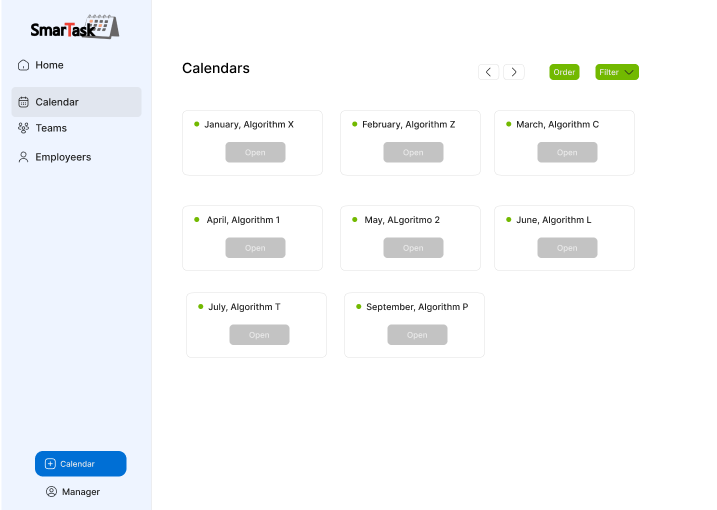 SmarTask
Home
Calendar
Teams
Employeers
Calendar
Manager
Calendars
Order
Filter
January, Algorithm X
Open
February, Algorithm Z
Open
March, Algorithm C
Open
April, Algorithm 1
Open
May, ALgoritmo 2
Open
June, Algorithm L
Open
July, Algorithm T
Open
September, Algorithm P
Open